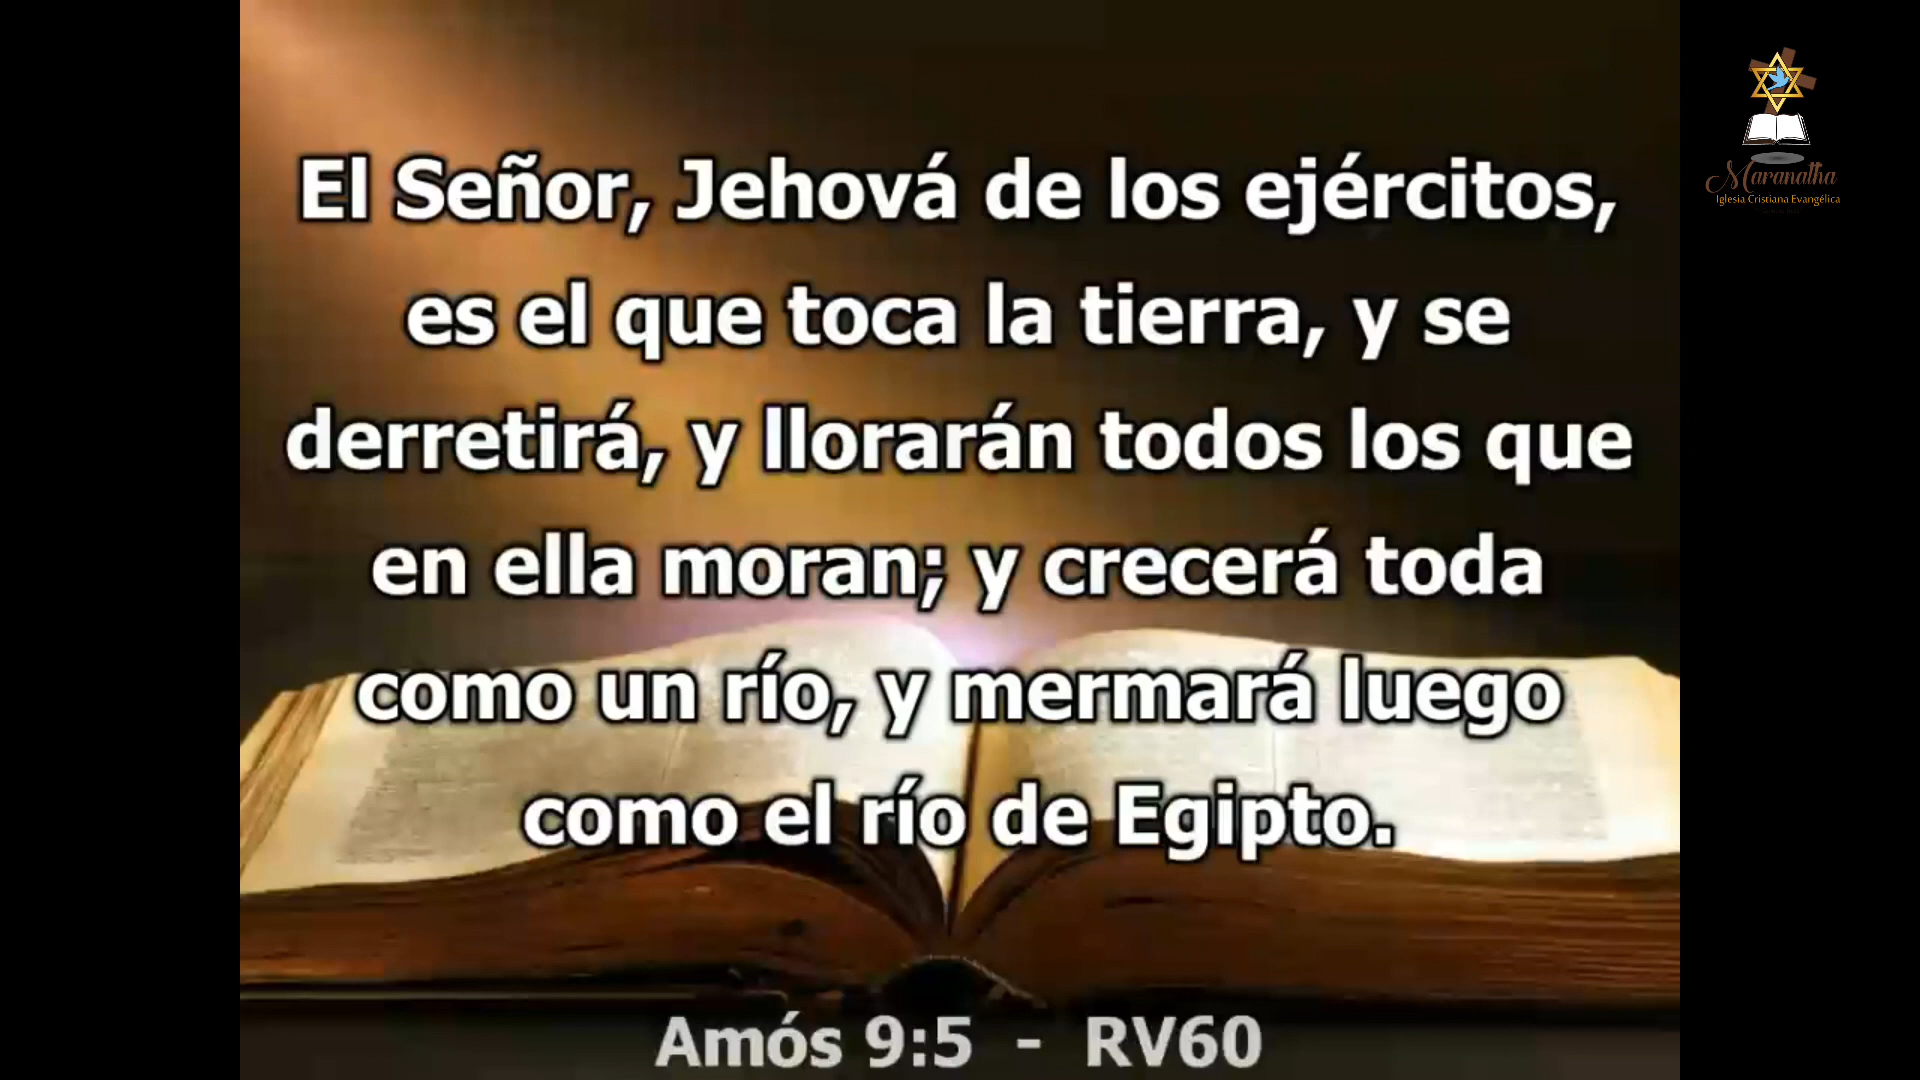 El Señor, Jehová de los ejércitos,
es el que toca la tierra, y se
derretirá, y llorarán todos los que
en ella moran; y crecerá toda
como un río, y mermará luego
como el río de Egipto.
Amós 9:5 - RV60
Maranatha
Iglesia Cristiana Evangélica